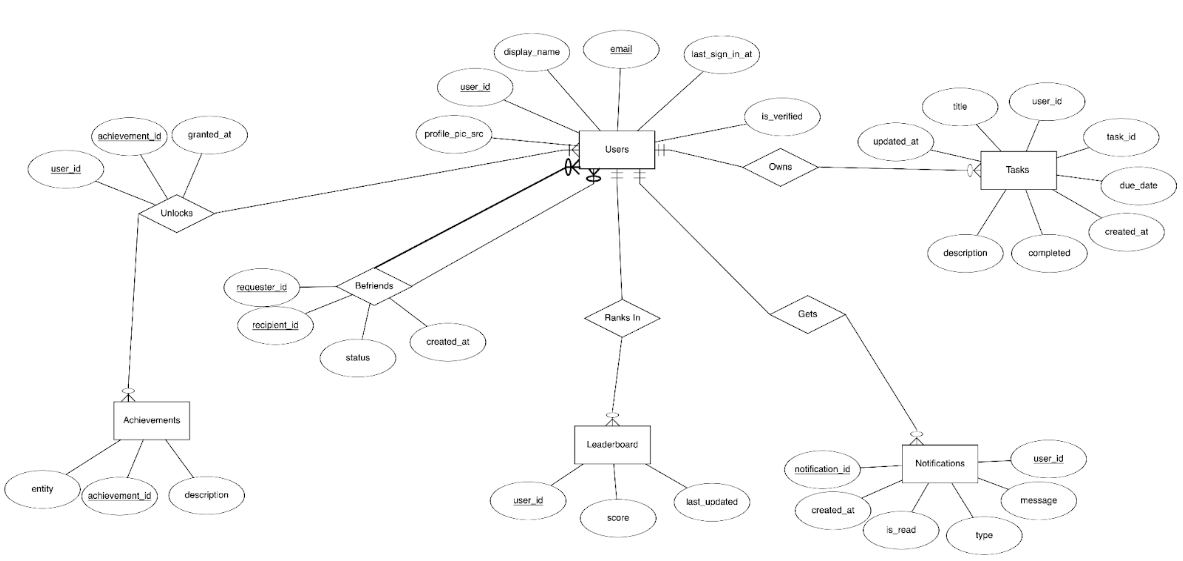 display_name
email
last_sign_in_at
user_id
profile_pic_src
is_verified
Users
Owns
title
user_id
updated_at
task_id
Tasks
due_date
created_at
description
completed
achievement_id
granted_at
user_id
Unlocks
Befriends
requester_id
recipient_id
status
created_at
Ranks In
Gets
Achievements
entity
achievement_id
description
Leaderboard
user_id
score
last_updated
Notifications
notification_id
user_id
created_at
message
is_read
type